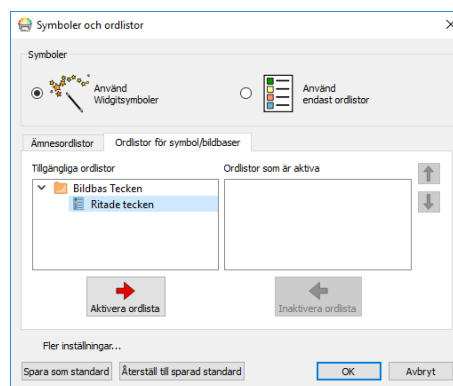 Symboler och ordlistor
Symboler
Använd
Widgitsymboler
Använd
endast ordlistor
Ämnesordlistor
Ordlistor för symbol/bildbaser
Tillgängliga ordlistor
Ordlistor som är aktiva
Bildbas Tecken
Ritade tecken
Aktivera ordlista
Inaktivera ordlista
Fler inställningar...
Spara som standard
Återställ till sparad standard
OK
Avbryt